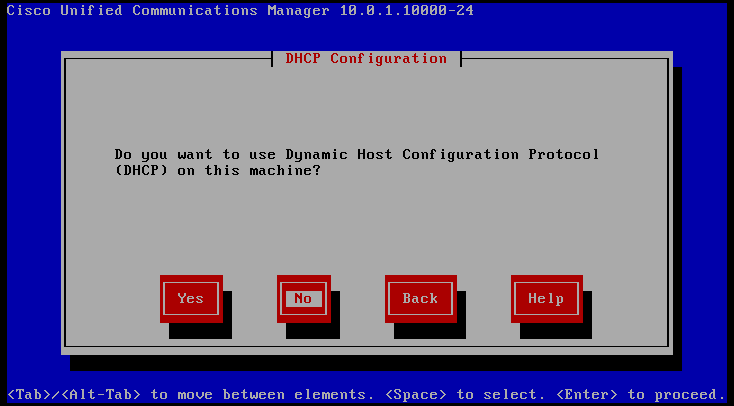 Cisco Unified Communications Manager 10.0.1.10000-24
DHCP Configuration
Do you want to use Dynamic Host Configuration Protocol
(DHCP) on this machine?
Yes No Back Help
<Tab>/<Alt-Tab> to move between elements. <Space> to select. <Enter> to proceed.